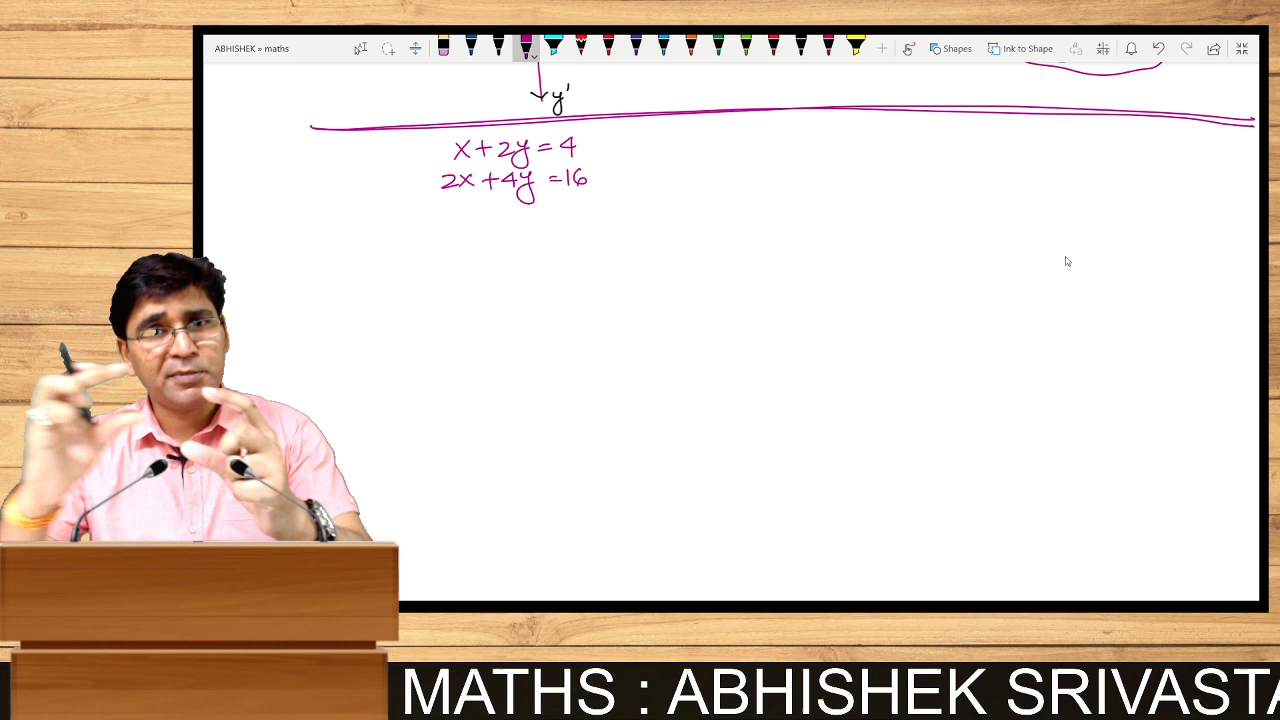 ABHISHEK » maths
Shapes
Ink to Shape
y'
x + 2y = 4
2x + 4y = 16
MATHS : ABHISHEK SRIVASTA